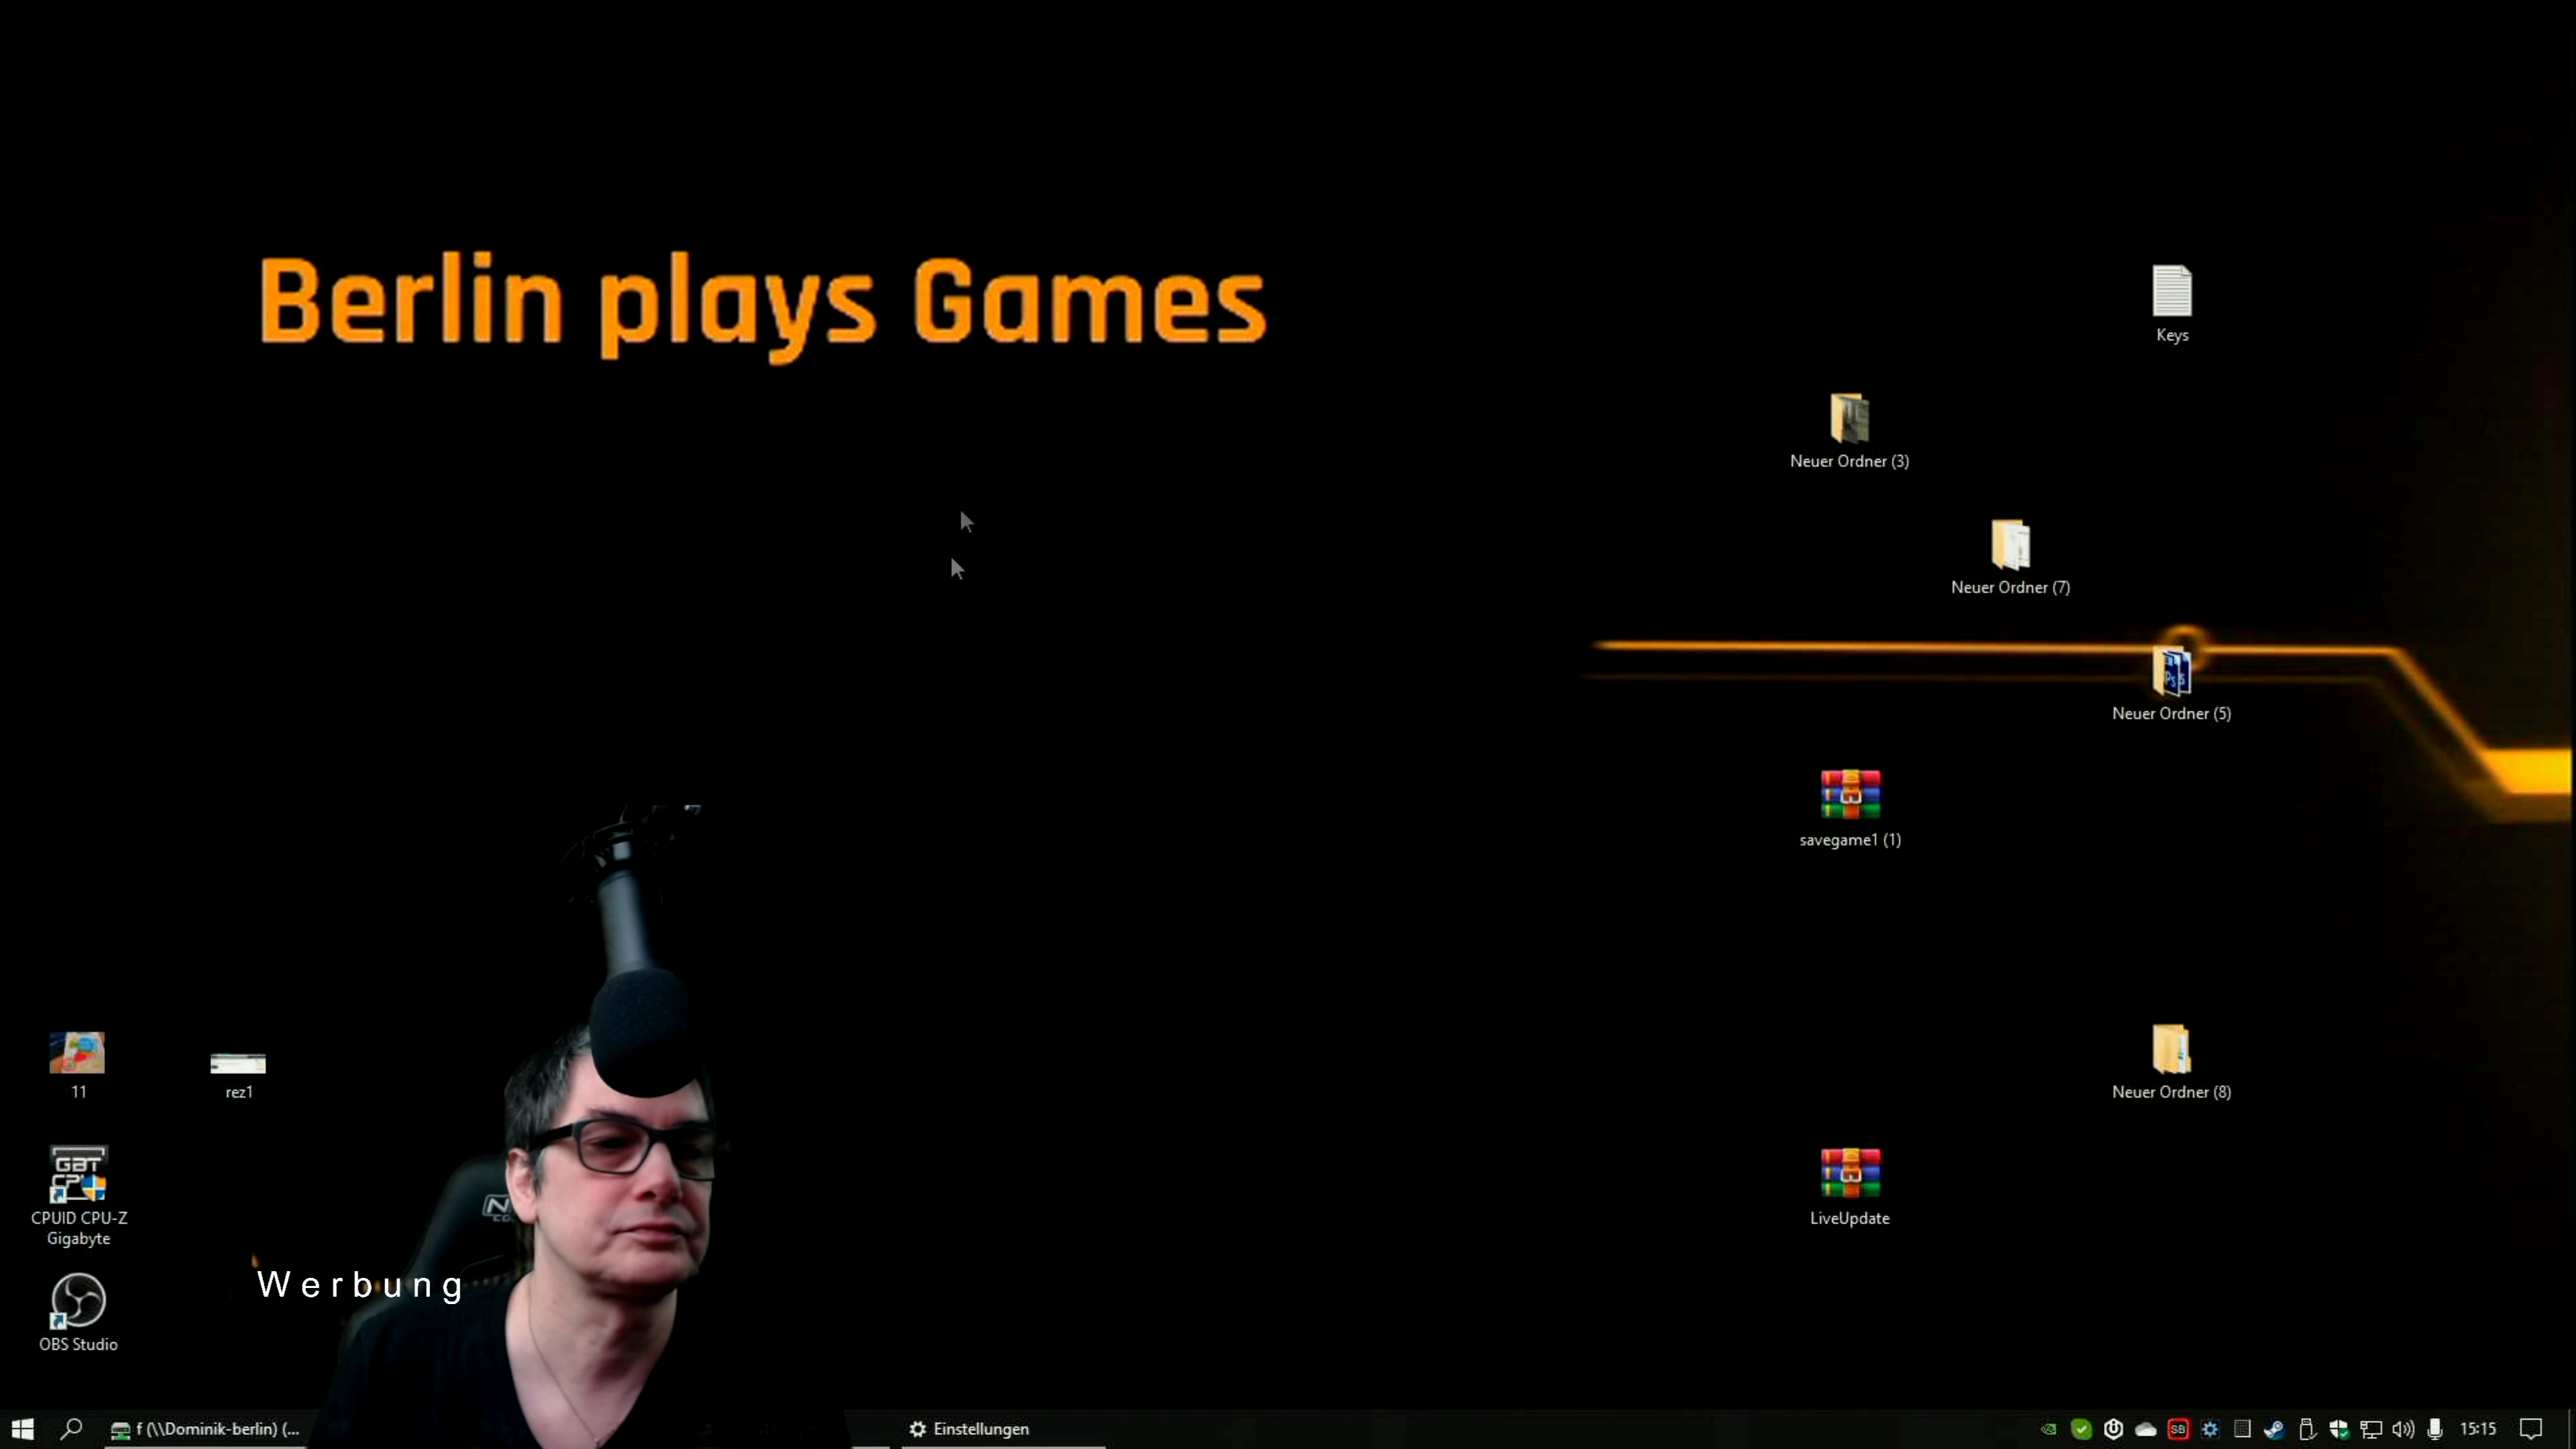 Berlin plays Games
Keys
Neuer Ordner (3)
Neuer Ordner (7)
Neuer Ordner (5)
savegame1 (1)
11
rez1
Neuer Ordner (8)
CPUID CPU-Z
Gigabyte
LiveUpdate
Werbung
OBS Studio
f (\\Dominik-berlin) (...
Einstellungen
15:15